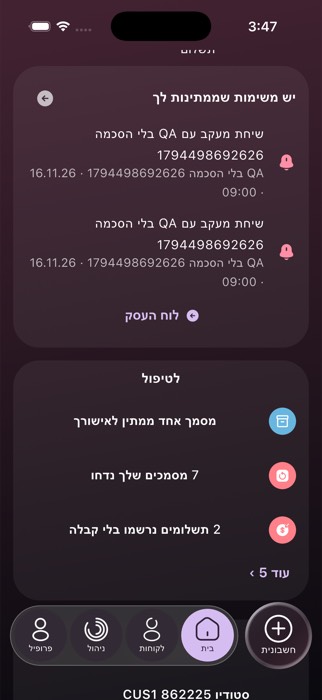 3:47
תשלום
יש משימות שממתינות לך
שיחת מעקב עם QA בלי הסכמה
1794498692626
QA בלי הסכמה 1794498692626 · 16.11.26
· 09:00
שיחת מעקב עם QA בלי הסכמה
1794498692626
QA בלי הסכמה 1794498692626 · 16.11.26
· 09:00
לוח העסק
לטיפול
מסמך אחד ממתין לאישורך
7 מסמכים שלך נדחו
2 תשלומים נרשמו בלי קבלה
עוד 5 ›
חשבונית
בית
לקוחות
ניהול
פרופיל
סטודיו CUS1 862225